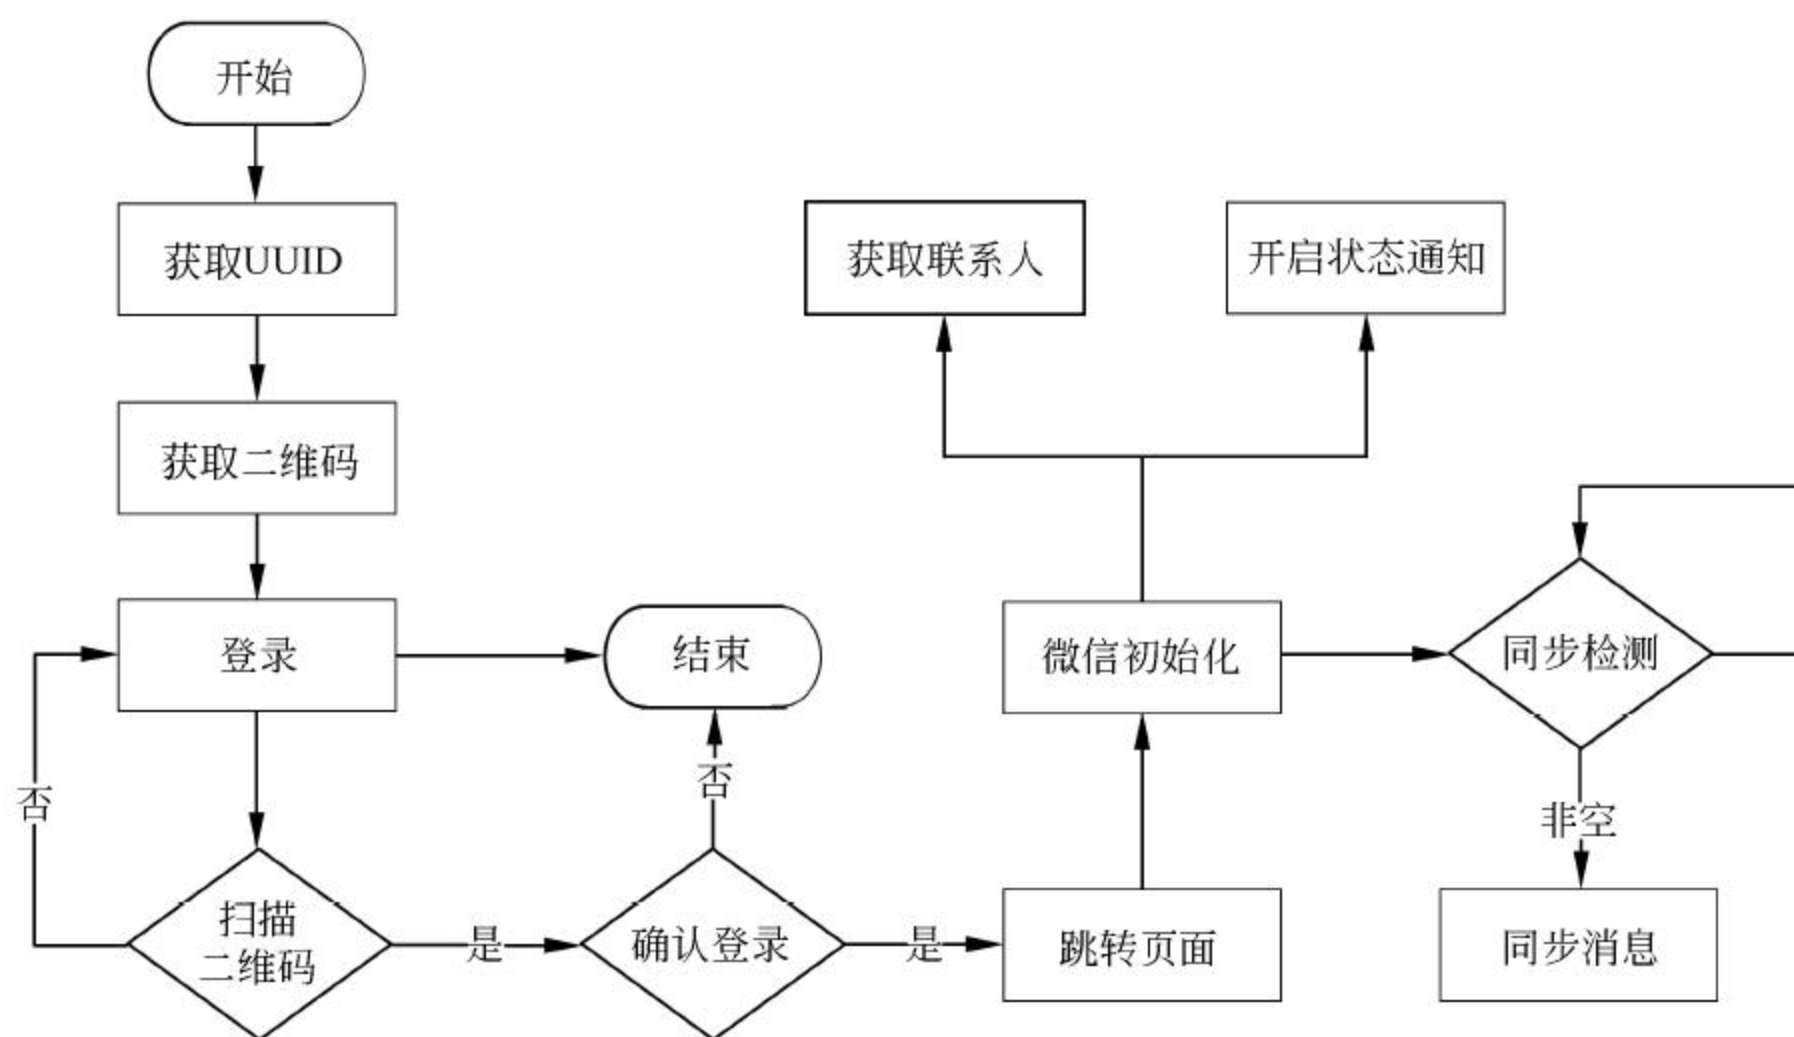 开始
获取UUID
获取联系人
开启状态通知
获取二维码
登录
结束
微信初始化
同步检测
否
否
非空
扫描
二维码
是
确认登录
是
跳转页面
同步消息